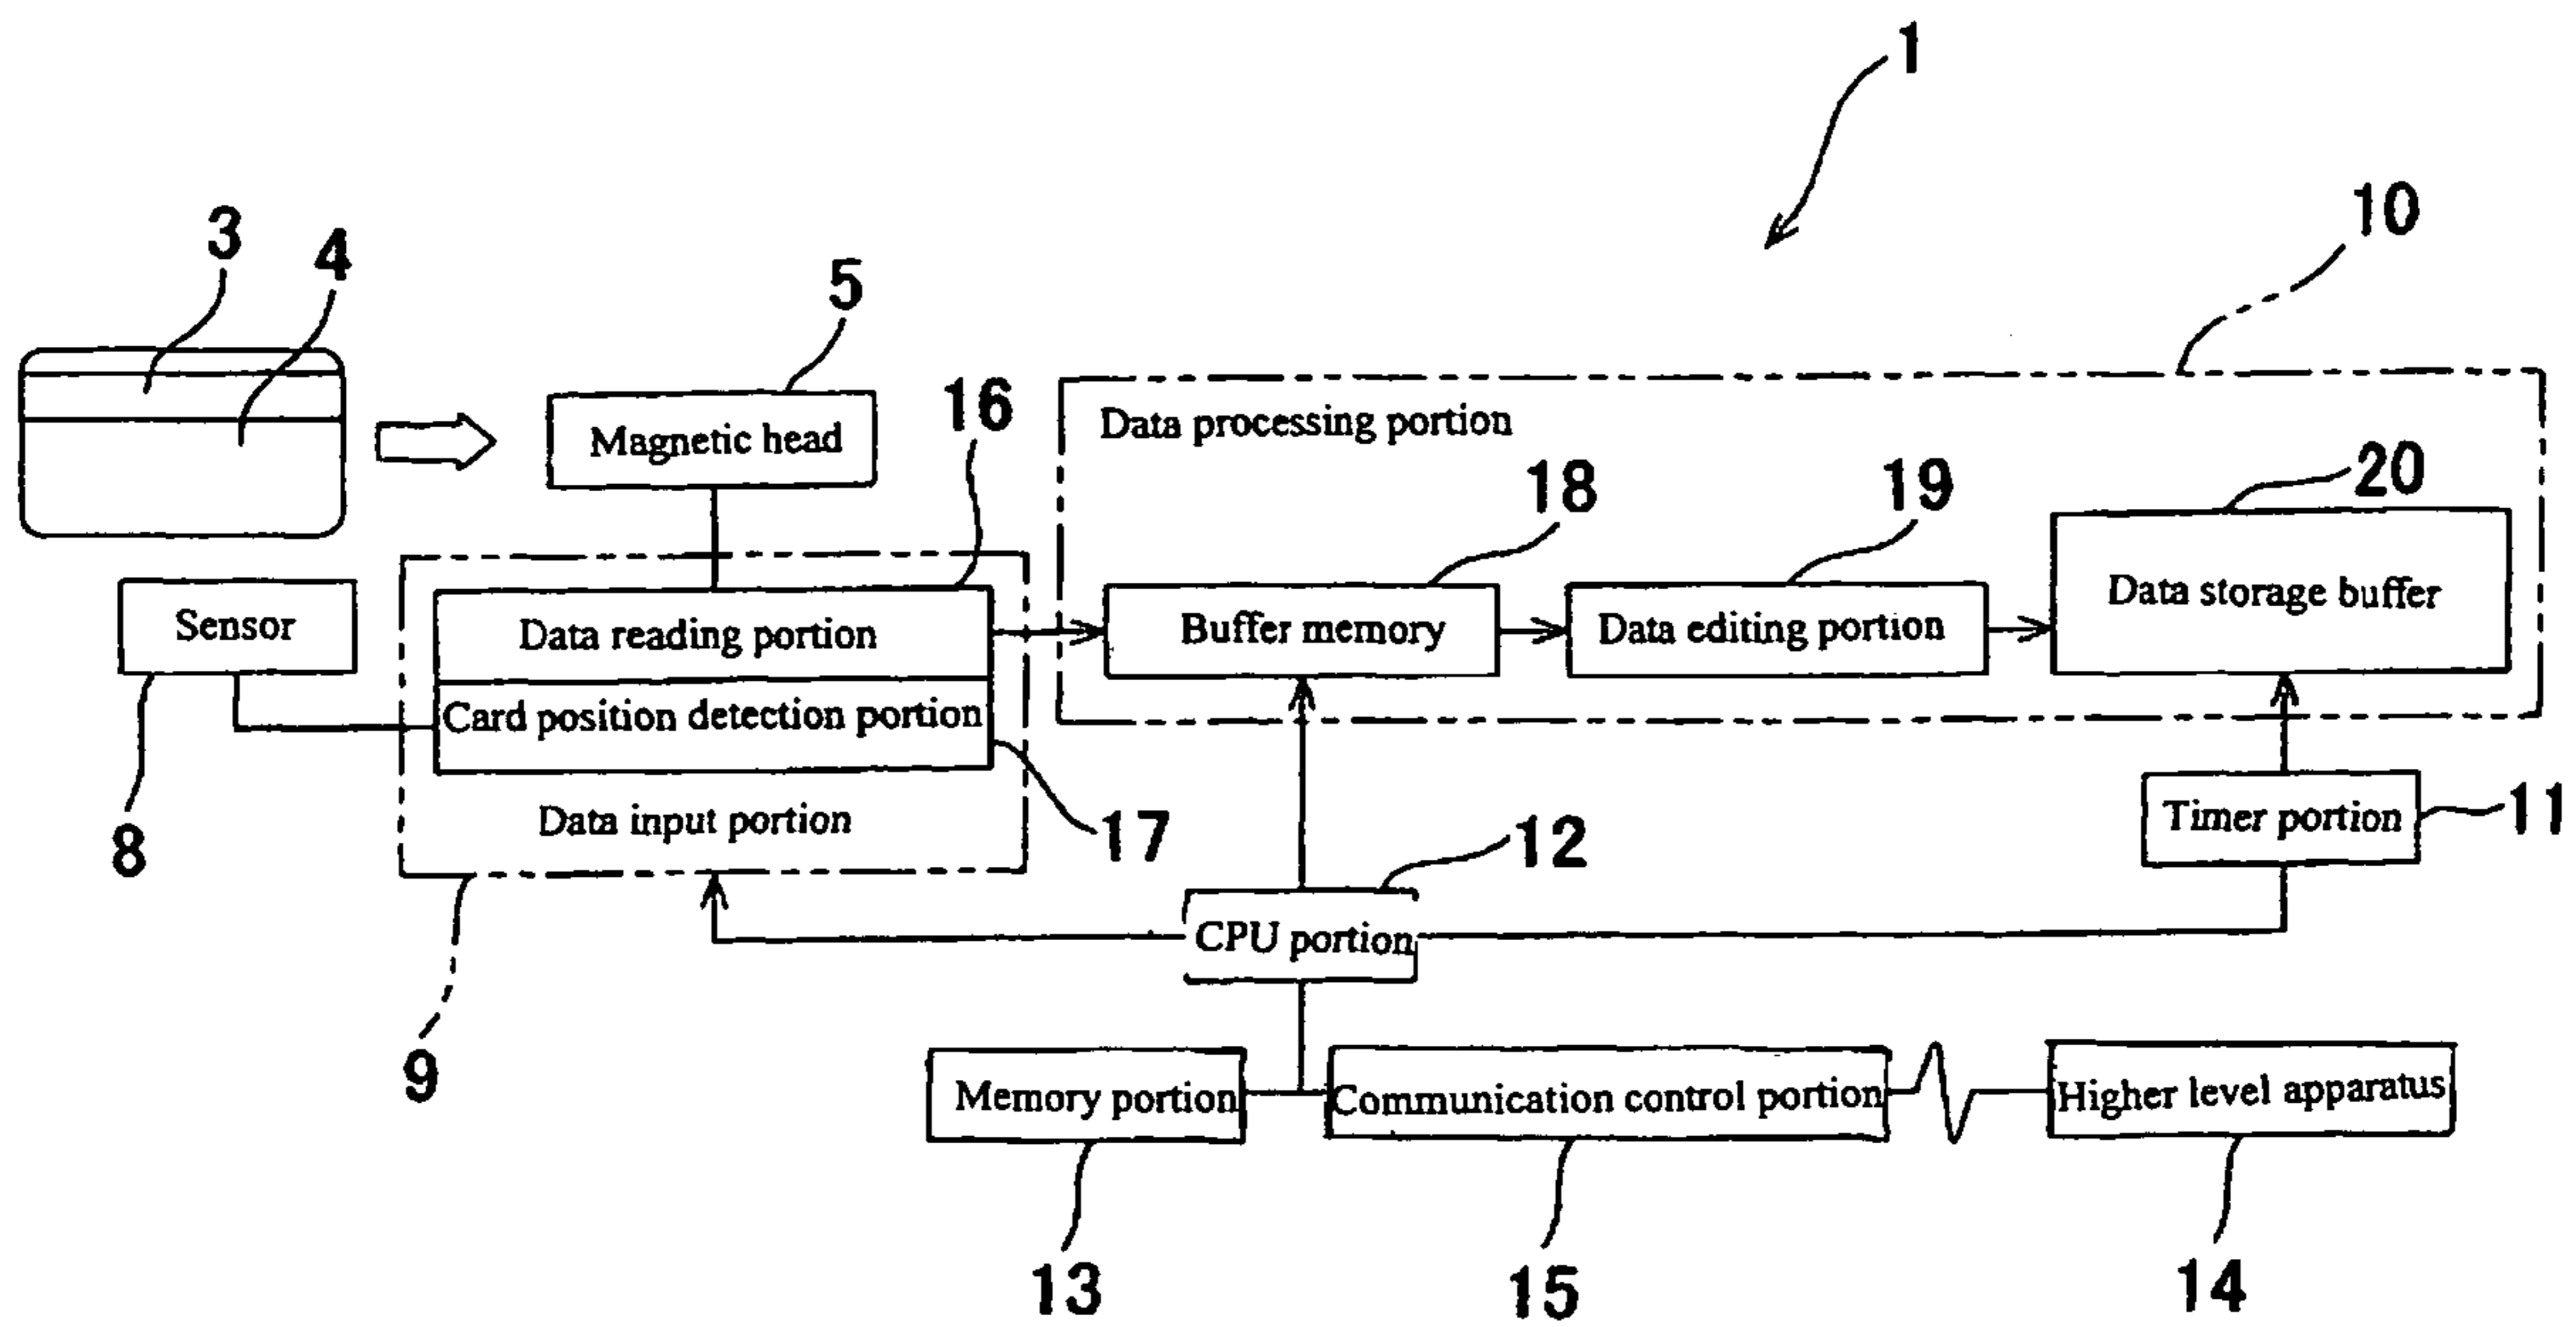 1
10
3
4
5
16
Magnetic head
Data processing portion
18
19
20
Sensor
Data reading portion
Buffer memory
Data editing portion
Data storage buffer
Card position detection portion
Data input portion
8
17
12
Timer portion
11
CPU portion
9
Memory portion
Communication control portion
Higher level apparatus
13
15
14